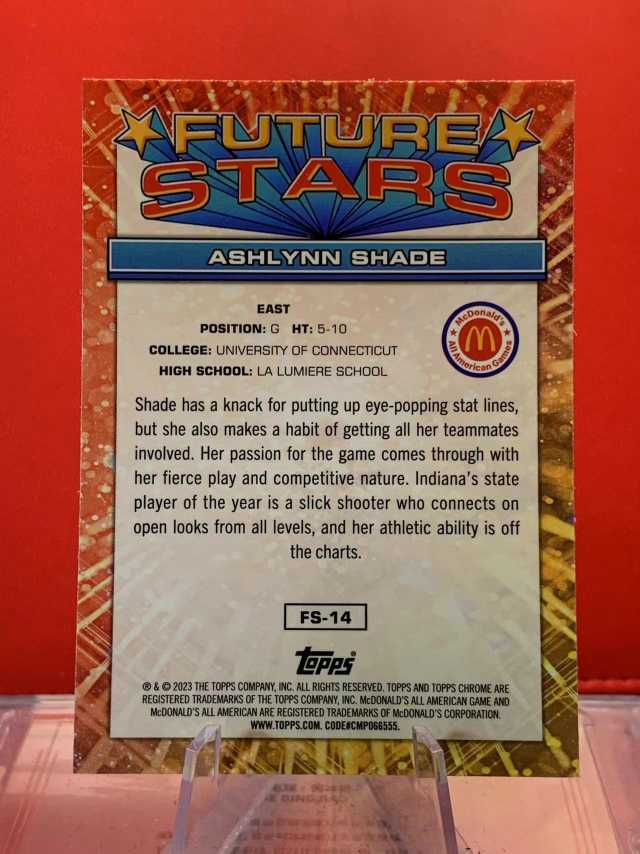 FUTURE
STARS
ASHLYNN SHADE
EAST
POSITION: G HT: 5-10
COLLEGE: UNIVERSITY OF CONNECTICUT
HIGH SCHOOL: LA LUMIERE SCHOOL
McDonald's
All American Games
Shade has a knack for putting up eye-popping stat lines,
but she also makes a habit of getting all her teammates
involved. Her passion for the game comes through with
her fierce play and competitive nature. Indiana's state
player of the year is a slick shooter who connects on
open looks from all levels, and her athletic ability is off
the charts.
FS-14
Topps®
® & © 2023 THE TOPPS COMPANY, INC. ALL RIGHTS RESERVED. TOPPS AND TOPPS CHROME ARE
REGISTERED TRADEMARKS OF THE TOPPS COMPANY, INC. McDONALD'S ALL AMERICAN GAME AND
McDONALD'S ALL AMERICAN ARE REGISTERED TRADEMARKS OF McDONALD'S CORPORATION.
WWW.TOPPS.COM. CODE#CMP066555.